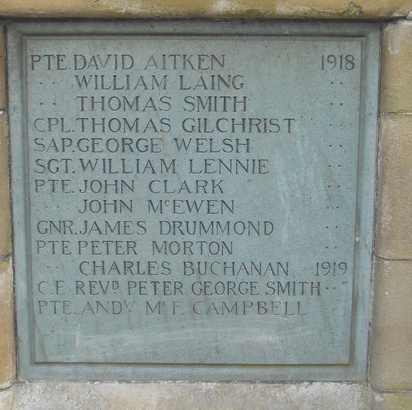 PTE. DAVID AITKEN 1918
" WILLIAM LAING "
" THOMAS SMITH "
CPL. THOMAS GILCHRIST "
SAP. GEORGE WELSH "
SGT. WILLIAM LENNIE "
PTE. JOHN CLARK "
" JOHN McEWEN "
GNR. JAMES DRUMMOND "
PTE PETER MORTON "
" CHARLES BUCHANAN 1919
C.F. REVD PETER GEORGE SMITH "
PTE. ANDW McF. CAMPBELL